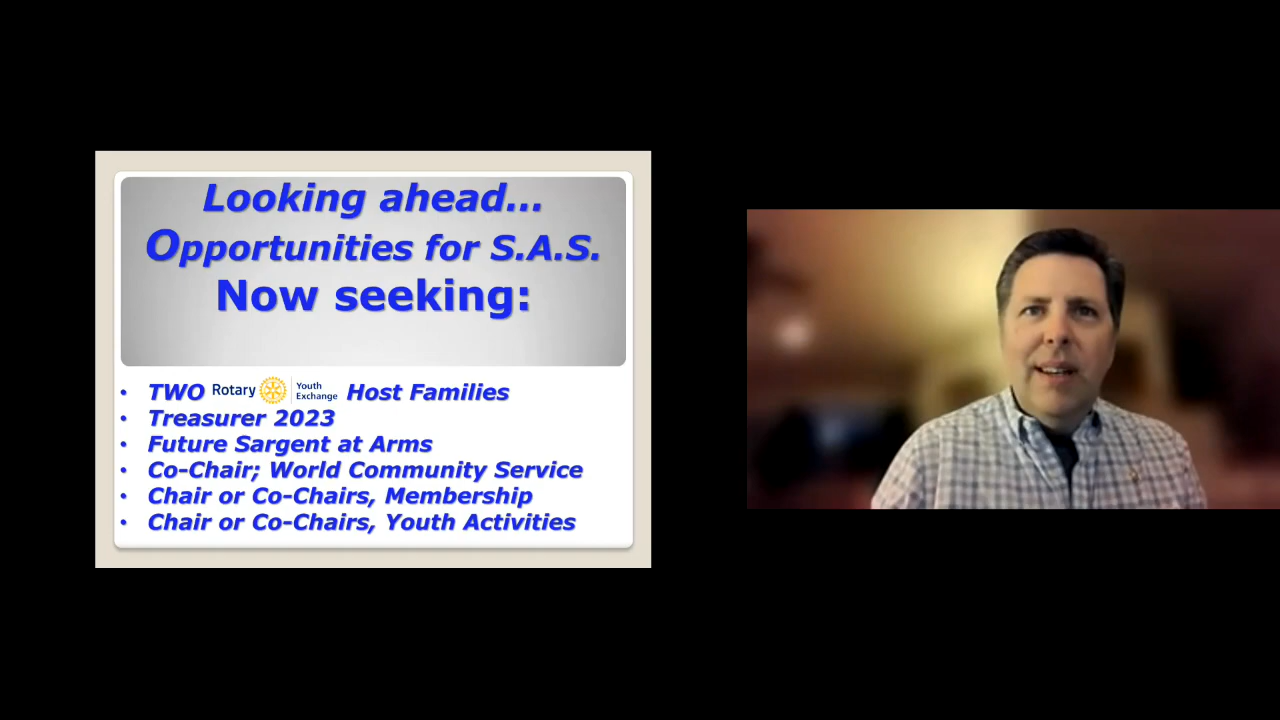 Looking ahead...
Opportunities for S.A.S.
Now seeking:
• TWO Rotary Youth Exchange Host Families
• Treasurer 2023
• Future Sargent at Arms
• Co-Chair; World Community Service
• Chair or Co-Chairs, Membership
• Chair or Co-Chairs, Youth Activities